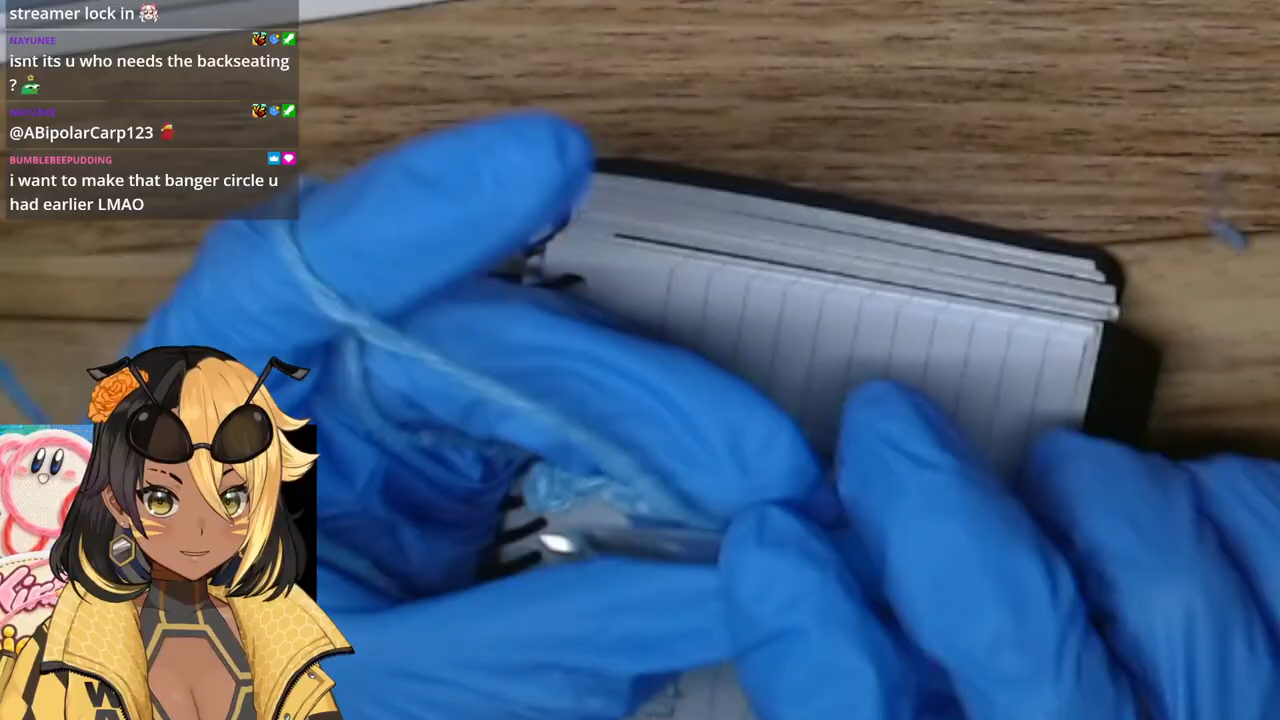 streamer lock in
NAYUNEE
isnt its u who needs the backseating
?
NAYUNEE
@ABipolarCarp123
BUMBLEBEEPUDDING
i want to make that banger circle u
had earlier LMAO